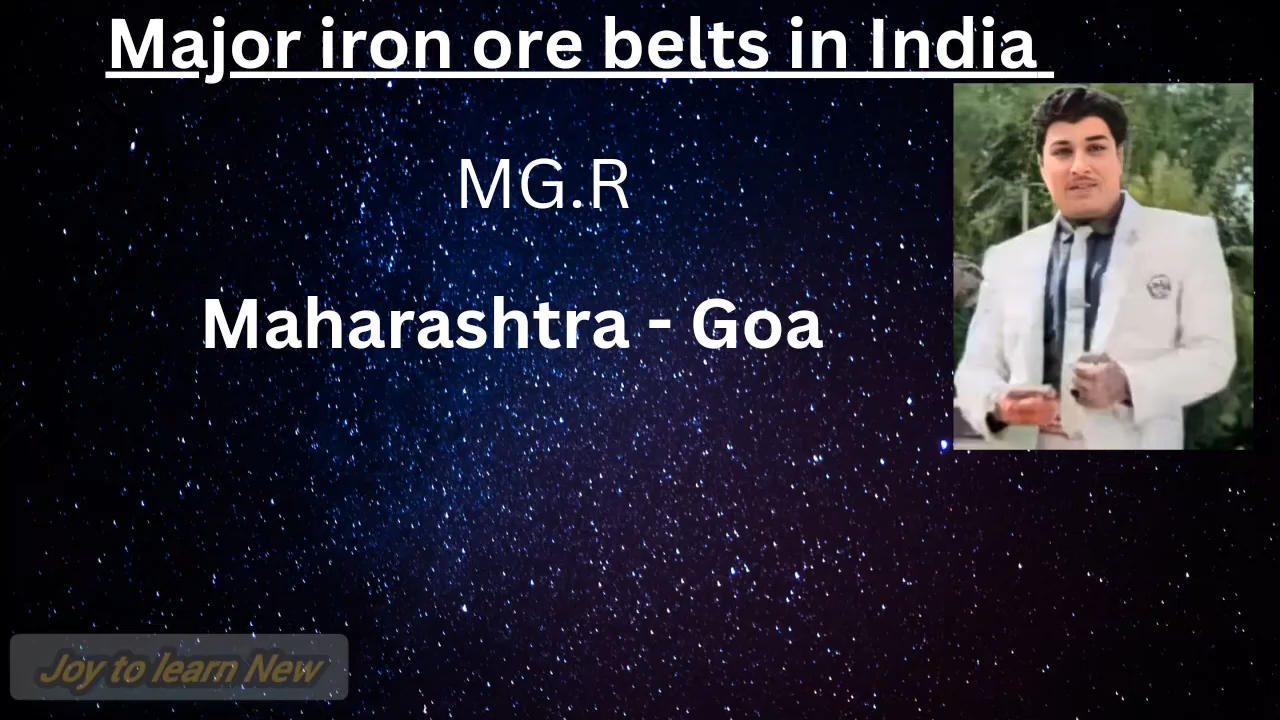 Major iron ore belts in India
MG.R
Maharashtra - Goa
Joy to learn New